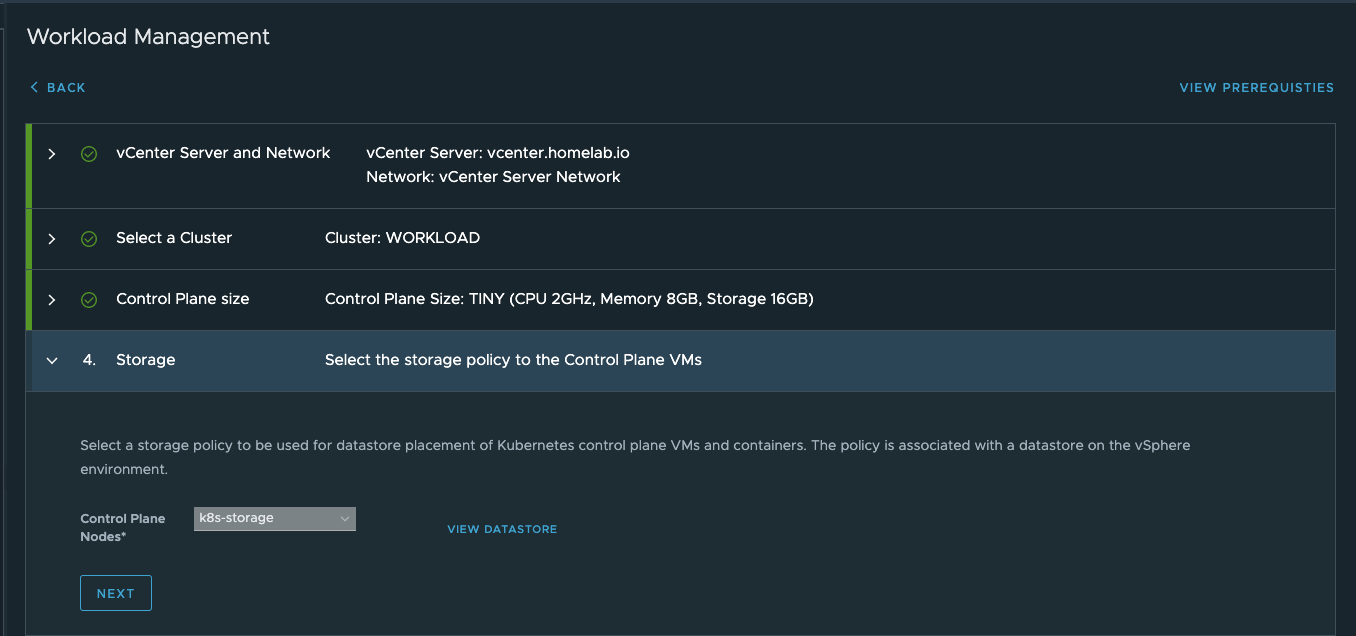 Workload Management
BACK
VIEW PREREQUISTIES
vCenter Server and Network
vCenter Server: vcenter.homelab.io
Network: vCenter Server Network
Select a Cluster
Cluster: WORKLOAD
Control Plane size
Control Plane Size: TINY (CPU 2GHz, Memory 8GB, Storage 16GB)
4. Storage
Select the storage policy to the Control Plane VMs
Select a storage policy to be used for datastore placement of Kubernetes control plane VMs and containers. The policy is associated with a datastore on the vSphere
environment.
Control Plane
Nodes*
k8s-storage
VIEW DATASTORE
NEXT